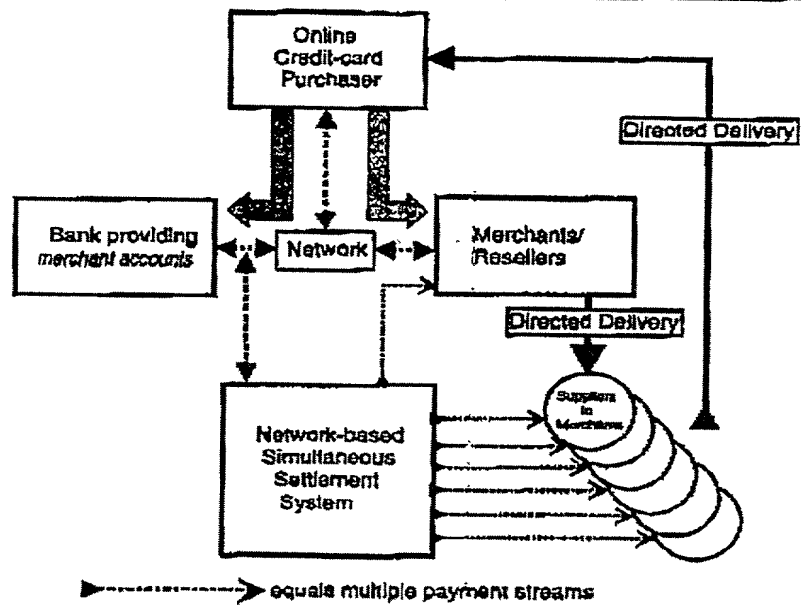 Online
Credit-card
Purchaser
Directed Delivery
Bank providing
merchant accounts
Network
Merchants/
Resellers
Directed Delivery
Suppliers
to
Merchants
Network-based
Simultaneous
Settlement
System
equals multiple payment streams